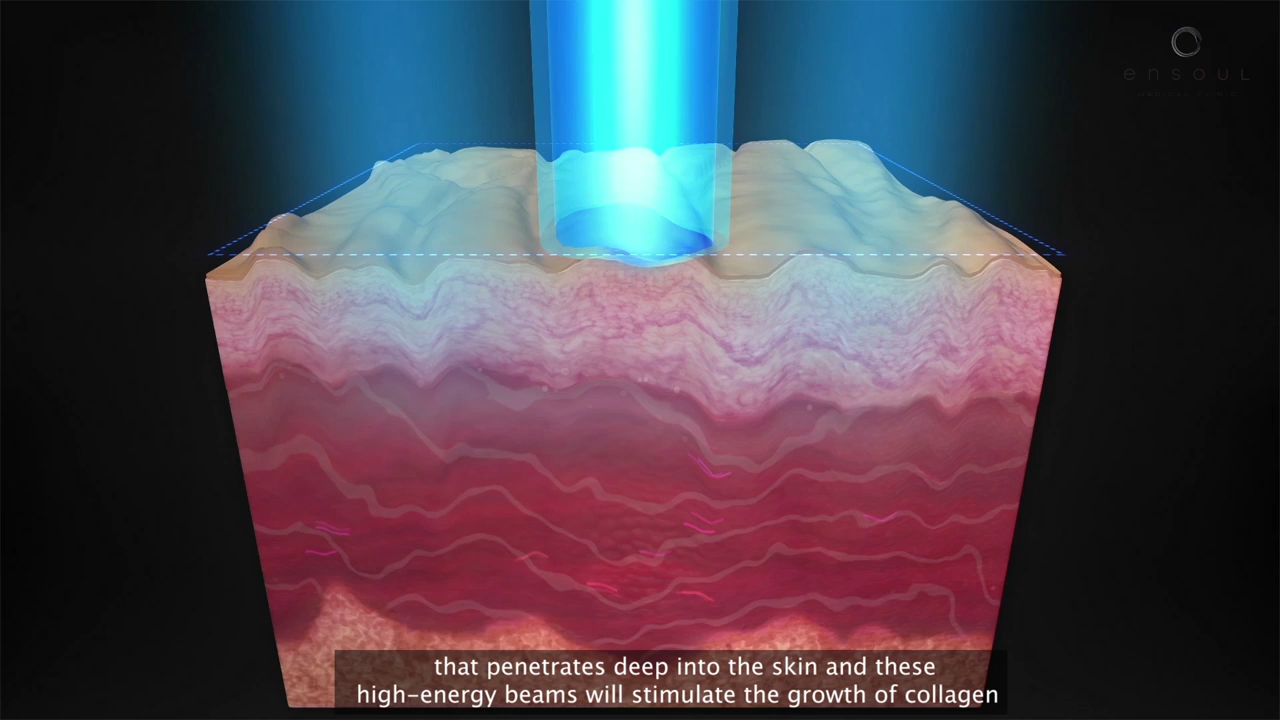 ensoul
that penetrates deep into the skin and these
high-energy beams will stimulate the growth of collagen